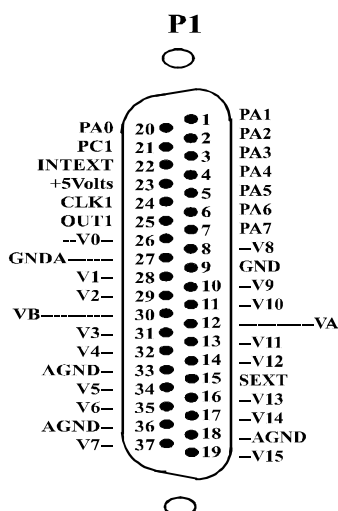 P1
1 PA1
PA0 20
2 PA2
PC1 21
3 PA3
INTEXT 22
4 PA4
+5Volts 23
5 PA5
CLK1 24
6 PA6
OUT1 25
7 PA7
--V0-- 26
8 --V8
GNDA------ 27
9 GND
V1-- 28
10 --V9
V2-- 29
11 --V10
VB---------- 30
12 ----------VA
V3-- 31
13 --V11
V4-- 32
14 --V12
AGND-- 33
15 SEXT
V5-- 34
16 --V13
V6-- 35
17 --V14
AGND-- 36
18 --AGND
V7-- 37
19 --V15